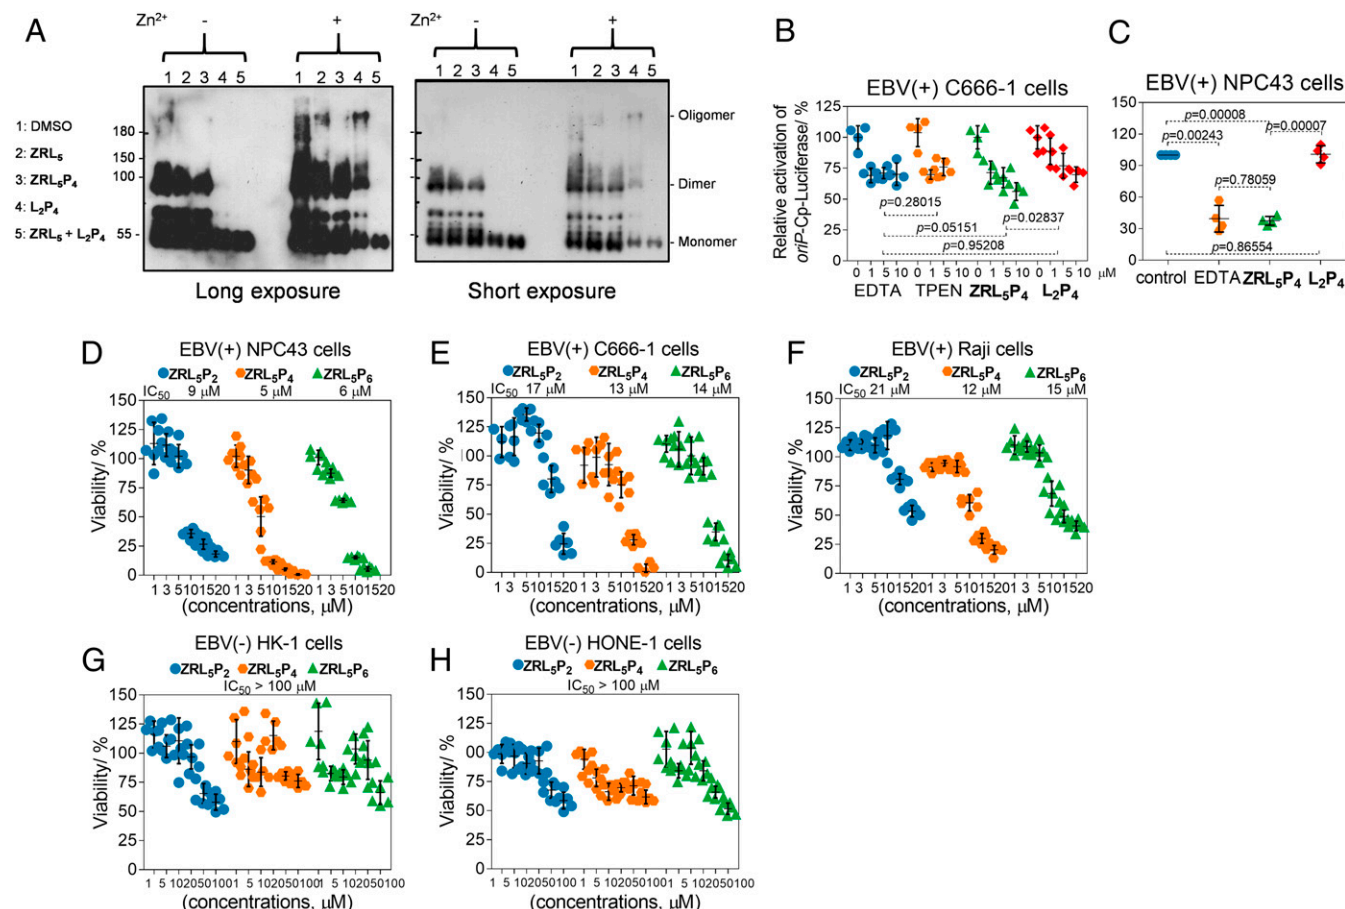 A
Zn2+ - + Zn2+ - +
1 2 3 4 5 1 2 3 4 5 1 2 3 4 5 1 2 3 4 5
1: DMSO
2: ZRL5
3: ZRL5P4
4: L2P4
5: ZRL5 + L2P4
180
150
100
55
Oligomer
Dimer
Monomer
Long exposure Short exposure
B
EBV(+) C666-1 cells
Relative activation of
oriP-Cp-Luciferase/ %
125
100
75
50
25
0
p=0.28015
p=0.02837
p=0.05151
p=0.95208
0 1 5 10 0 1 5 10 0 1 5 10 0 1 5 10 μM
EDTA TPEN ZRL5P4 L2P4
C
EBV(+) NPC43 cells
150
120
90
60
30
0
p=0.00008
p=0.00243 p=0.00007
p=0.78059
p=0.86554
control EDTA ZRL5P4 L2P4
D
EBV(+) NPC43 cells
ZRL5P2 ZRL5P4 ZRL5P6
IC50 9 μM 5 μM 6 μM
Viability/ %
150
125
100
75
50
25
0
1 3 5 10 15 20 1 3 5 10 15 20 1 3 5 10 15 20
(concentrations, μM)
E
EBV(+) C666-1 cells
ZRL5P2 ZRL5P4 ZRL5P6
IC50 17 μM 13 μM 14 μM
Viability/ %
150
125
100
75
50
25
0
1 3 5 10 15 20 1 3 5 10 15 20 1 3 5 10 15 20
(concentrations, μM)
F
EBV(+) Raji cells
ZRL5P2 ZRL5P4 ZRL5P6
IC50 21 μM 12 μM 15 μM
Viability/ %
150
125
100
75
50
25
0
1 3 5 10 15 20 1 3 5 10 15 20 1 3 5 10 15 20
(concentrations, μM)
G
EBV(-) HK-1 cells
ZRL5P2 ZRL5P4 ZRL5P6
IC50 > 100 μM
Viability/ %
150
125
100
75
50
25
0
1 5 10 20 50 100 1 5 10 20 50 100 1 5 10 20 50 100
(concentrations, μM)
H
EBV(-) HONE-1 cells
ZRL5P2 ZRL5P4 ZRL5P6
IC50 > 100 μM
Viability/ %
150
125
100
75
50
25
0
1 5 10 20 50 100 1 5 10 20 50 100 1 5 10 20 50 100
(concentrations, μM)